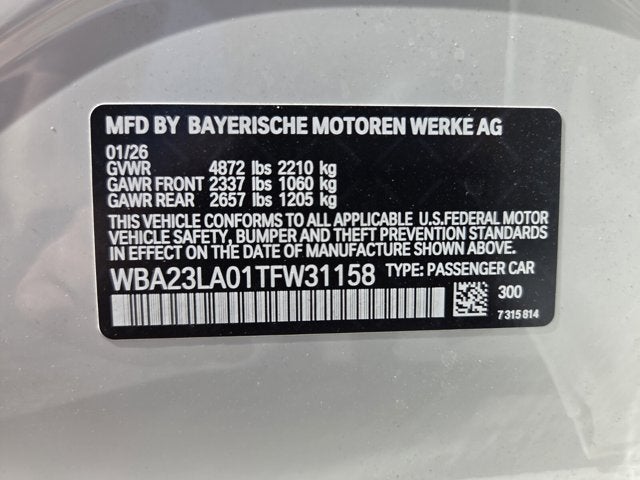 MFD BY BAYERISCHE MOTOREN WERKE AG
01/26
GVWR 4872 lbs 2210 kg
GAWR FRONT 2337 lbs 1060 kg
GAWR REAR 2657 lbs 1205 kg
THIS VEHICLE CONFORMS TO ALL APPLICABLE U.S.FEDERAL MOTOR
VEHICLE SAFETY, BUMPER AND THEFT PREVENTION STANDARDS
IN EFFECT ON THE DATE OF MANUFACTURE SHOWN ABOVE.
WBA23LA01TFW31158 TYPE: PASSENGER CAR
300
7 315 814